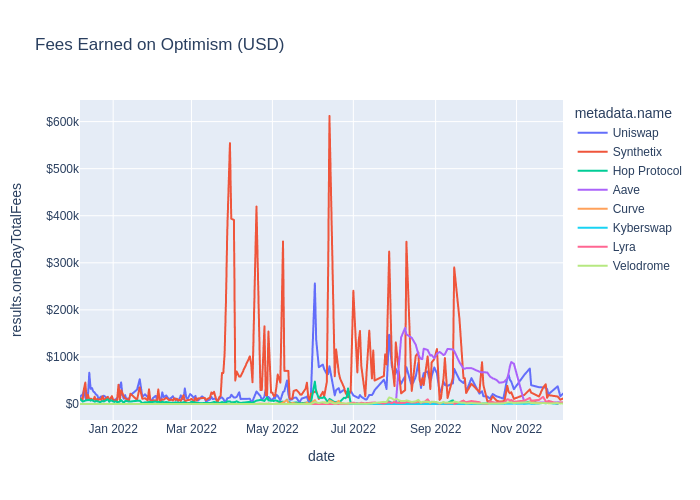 Fees Earned on Optimism (USD)
metadata.name
Uniswap
Synthetix
Hop Protocol
Aave
Curve
Kyberswap
Lyra
Velodrome
results.oneDayTotalFees
$600k
$500k
$400k
$300k
$200k
$100k
$0
Jan 2022
Mar 2022
May 2022
Jul 2022
Sep 2022
Nov 2022
date